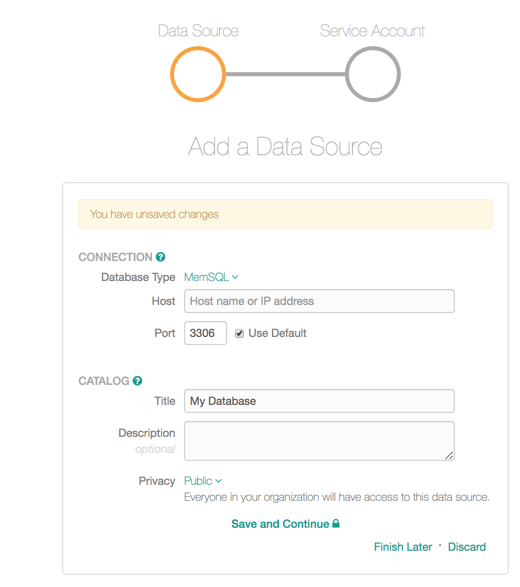 Data Source Service Account
Add a Data Source
You have unsaved changes
CONNECTION ?
Database Type MemSQL
Host Host name or IP address
Port 3306 Use Default
CATALOG ?
Title My Database
Description
optional
Privacy Public
Everyone in your organization will have access to this data source.
Save and Continue
Finish Later · Discard